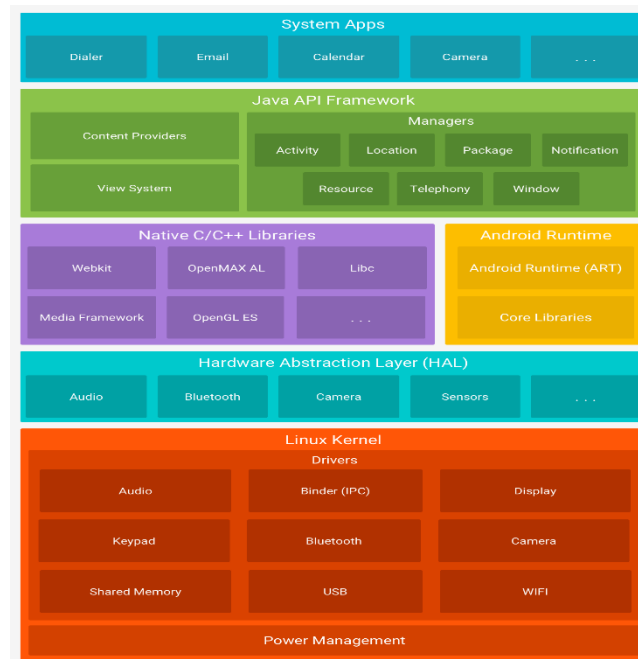 System Apps
Dialer
Email
Calendar
Camera
. . .
Java API Framework
Content Providers
View System
Managers
Activity
Location
Package
Notification
Resource
Telephony
Window
Native C/C++ Libraries
Webkit
OpenMAX AL
Libc
Media Framework
OpenGL ES
. . .
Android Runtime
Android Runtime (ART)
Core Libraries
Hardware Abstraction Layer (HAL)
Audio
Bluetooth
Camera
Sensors
. . .
Linux Kernel
Drivers
Audio
Binder (IPC)
Display
Keypad
Bluetooth
Camera
Shared Memory
USB
WIFI
Power Management